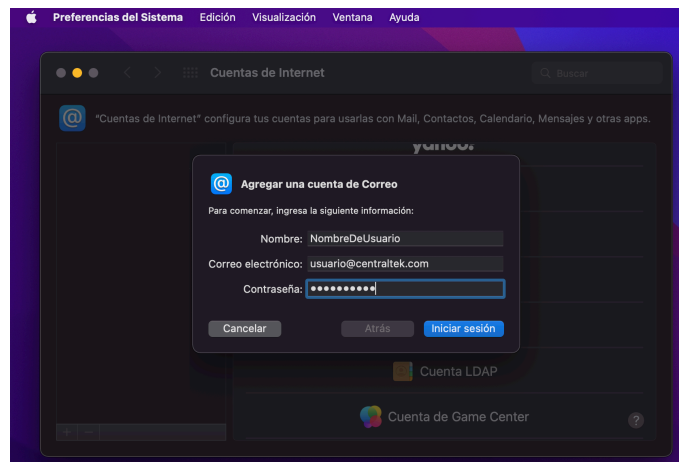 Preferencias del Sistema Edición Visualización Ventana Ayuda
Cuentas de Internet
Buscar
"Cuentas de Internet" configura tus cuentas para usarlas con Mail, Contactos, Calendario, Mensajes y otras apps.
yahoo!
@ Agregar una cuenta de Correo
Para comenzar, ingresa la siguiente información:
Nombre: NombreDeUsuario
Correo electrónico: usuario@centraltek.com
Contraseña: ••••••••••
Cancelar Atrás Iniciar sesión
Cuenta LDAP
Cuenta de Game Center
?
+ −